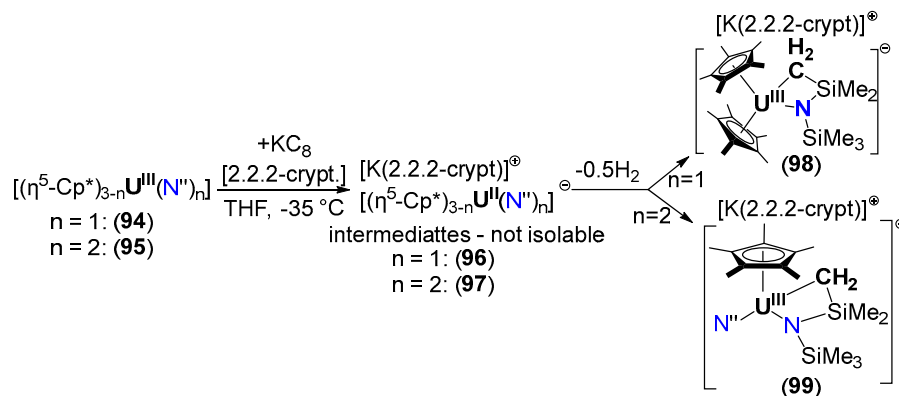 [K(2.2.2-crypt)]⊕
H2
C
SiMe2
UIII
N
SiMe3
(98)
⊖
+KC8
[2.2.2-crypt.]
THF, -35 °C
[(η5-Cp*)3-nUIII(N'')n]
n = 1: (94)
n = 2: (95)
[K(2.2.2-crypt)]⊕
[(η5-Cp*)3-nUII(N'')n]⊖
intermediattes - not isolable
n = 1: (96)
n = 2: (97)
-0.5H2
n=1
n=2
[K(2.2.2-crypt)]⊕
CH2
UIII
SiMe2
N''
N
SiMe3
(99)